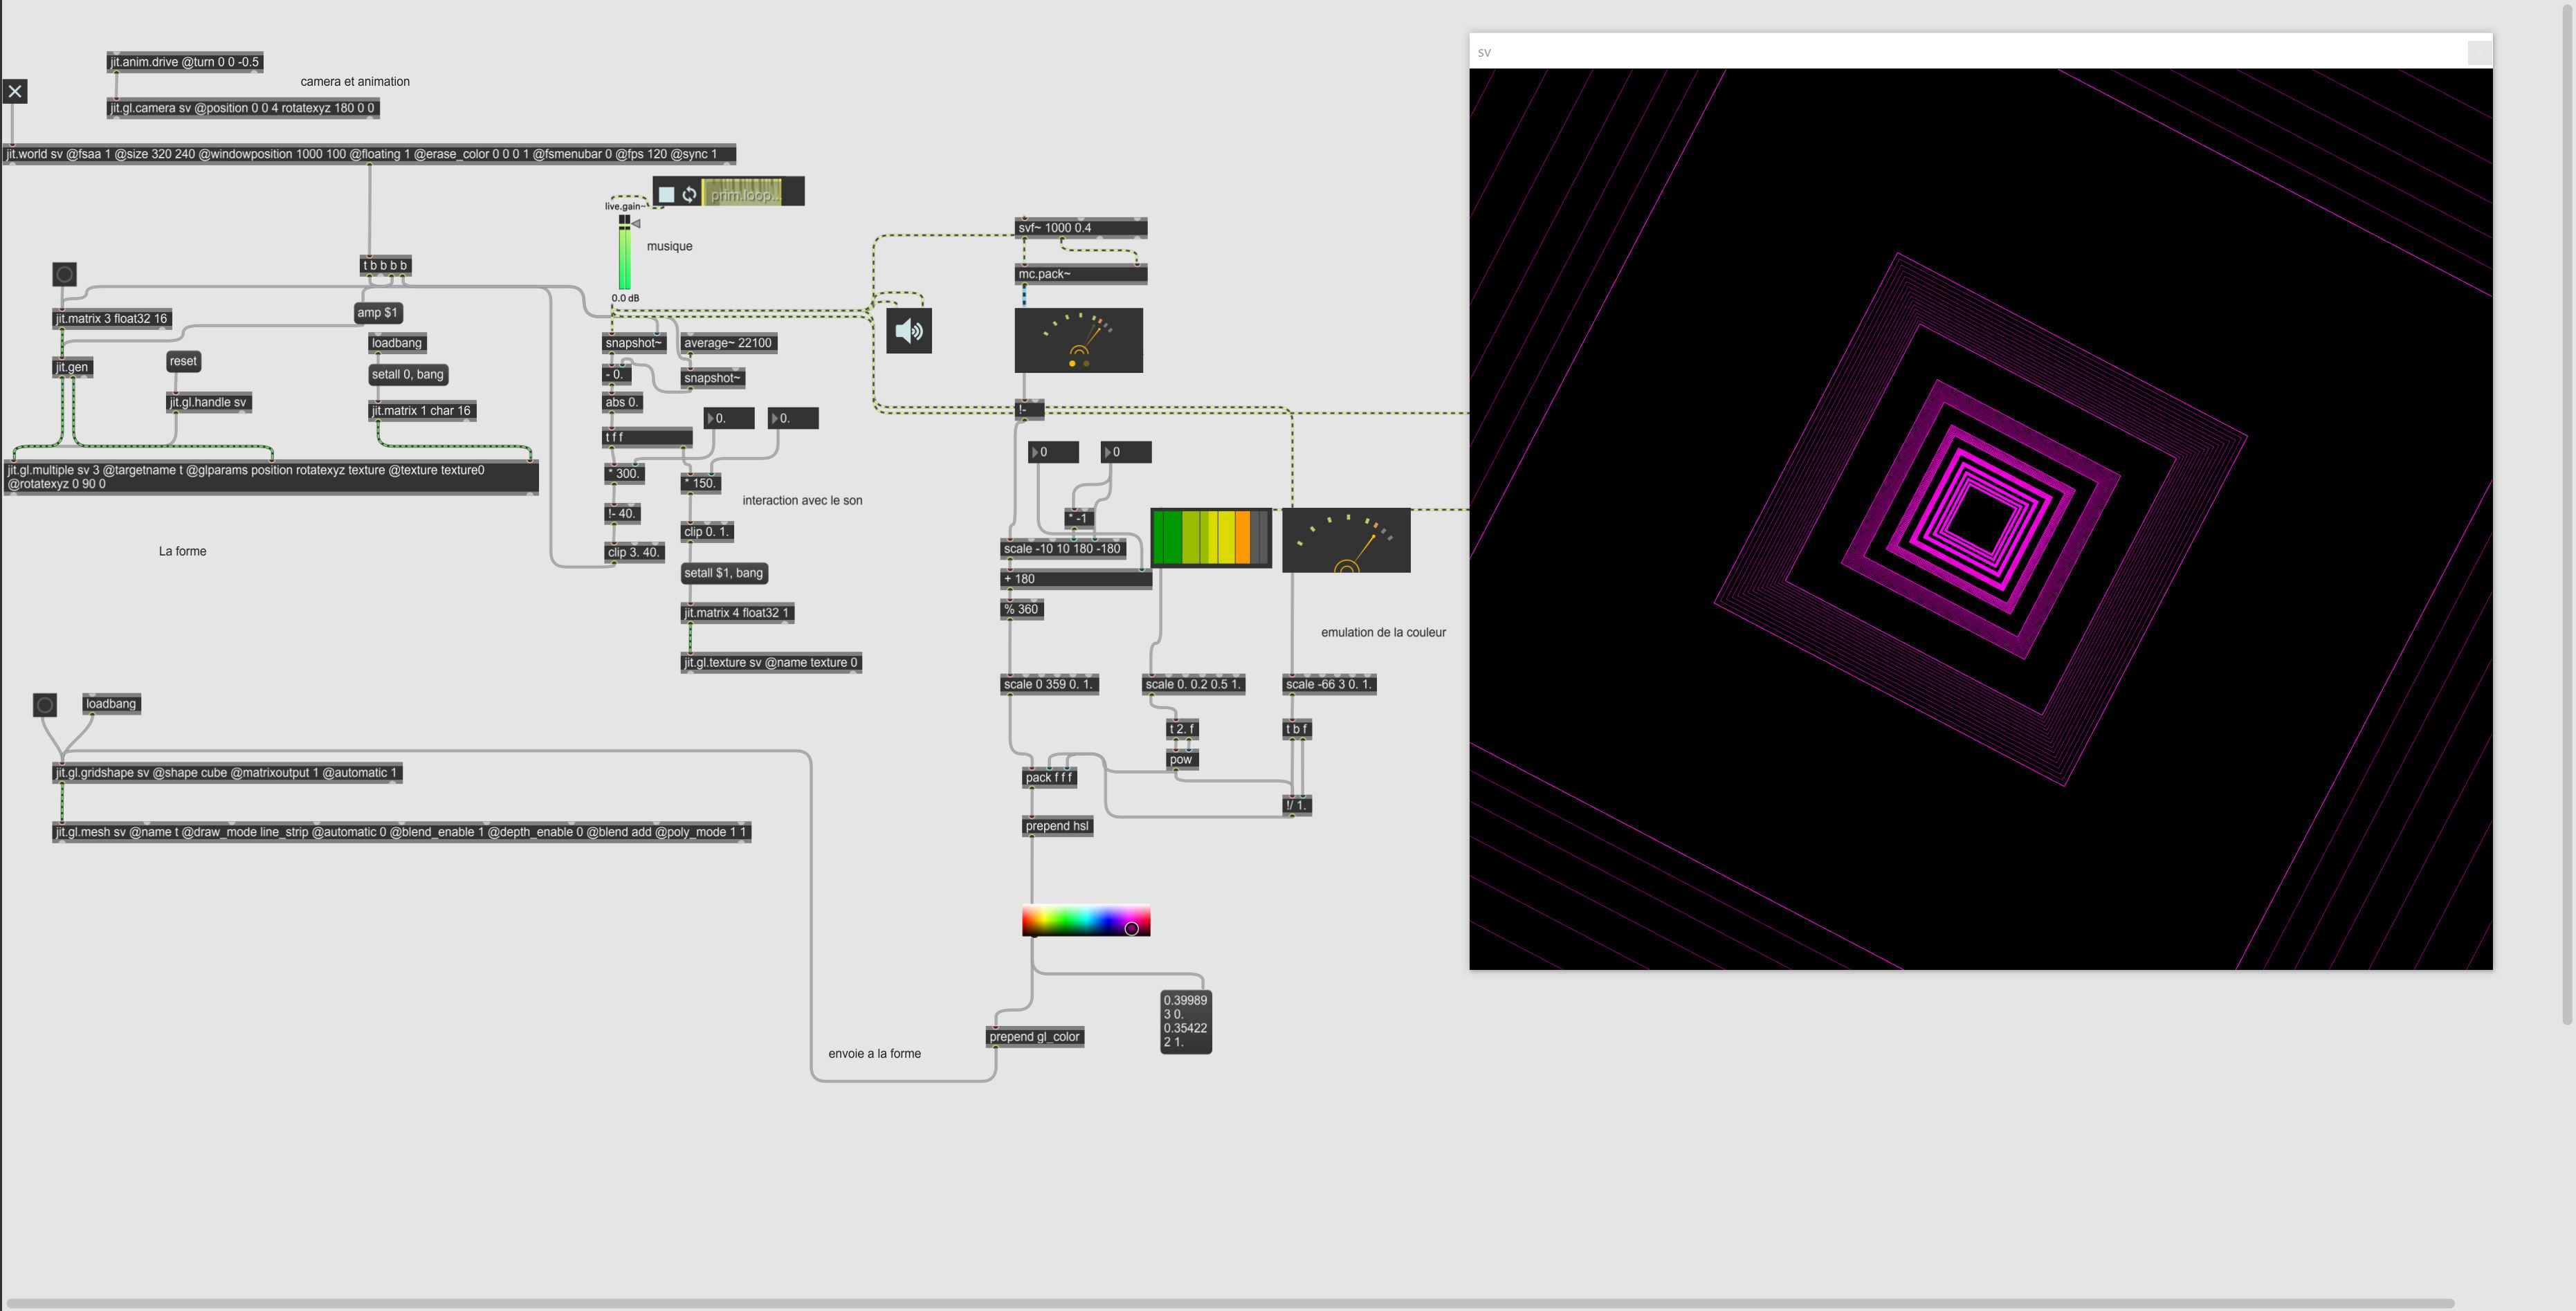 jit.anim.drive @turn 0 0 -0.5
camera et animation
jit.gl.camera sv @position 0 0 4 rotatexyz 180 0 0
jit.world sv @fsaa 1 @size 320 240 @windowposition 1000 100 @floating 1 @erase_color 0 0 0 1 @fsmenubar 0 @fps 120 @sync 1
prim.loop...
live.gain~
musique
0.0 dB
t b b b b
amp $1
jit.matrix 3 float32 16
jit.gen
reset
jit.gl.handle sv
loadbang
setall 0, bang
jit.matrix 1 char 16
jit.gl.multiple sv 3 @targetname t @glparams position rotatexyz texture @texture texture0
@rotatexyz 0 90 0
La forme
snapshot~
average~ 22100
- 0.
snapshot~
abs 0.
0.
0.
t f f
* 300.
* 150.
interaction avec le son
!- 40.
clip 0. 1.
clip 3. 40.
setall $1, bang
jit.matrix 4 float32 1
jit.gl.texture sv @name texture 0
loadbang
jit.gl.gridshape sv @shape cube @matrixoutput 1 @automatic 1
jit.gl.mesh sv @name t @draw_mode line_strip @automatic 0 @blend_enable 1 @depth_enable 0 @blend add @poly_mode 1 1
svf~ 1000 0.4
mc.pack~
!-
0
0
* -1
scale -10 10 180 -180
+ 180
% 360
emulation de la couleur
scale 0 359 0. 1.
scale 0. 0.2 0.5 1.
scale -66 3 0. 1.
t 2. f
t b f
pow
pack f f f
!/ 1.
prepend hsl
0.39989
3 0.
0.35422
2 1.
prepend gl_color
envoie a la forme
sv